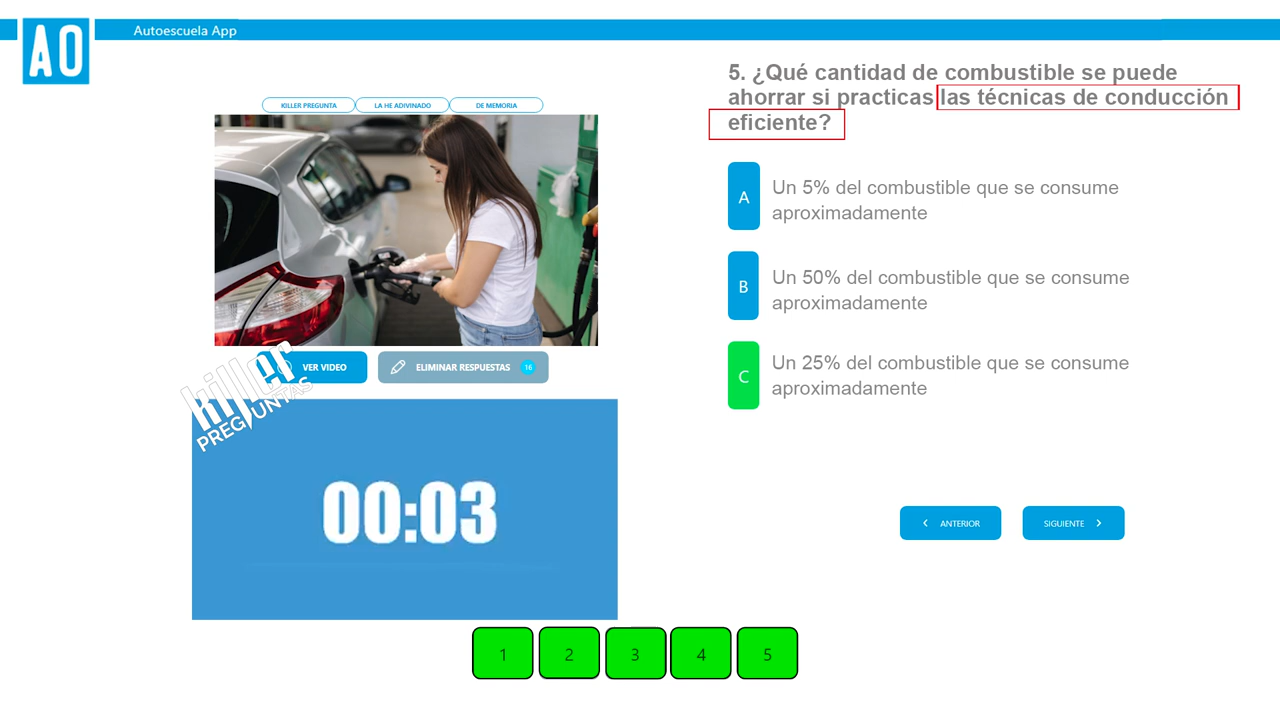 AO
Autoescuela App
KILLER PREGUNTA
LA HE ADIVINADO
DE MEMORIA
VER VIDEO
ELIMINAR RESPUESTAS 16
killer
PREGUNTAS
00:03
5. ¿Qué cantidad de combustible se puede
ahorrar si practicas las técnicas de conducción
eficiente?
A
Un 5% del combustible que se consume
aproximadamente
B
Un 50% del combustible que se consume
aproximadamente
C
Un 25% del combustible que se consume
aproximadamente
ANTERIOR
SIGUIENTE
1 2 3 4 5